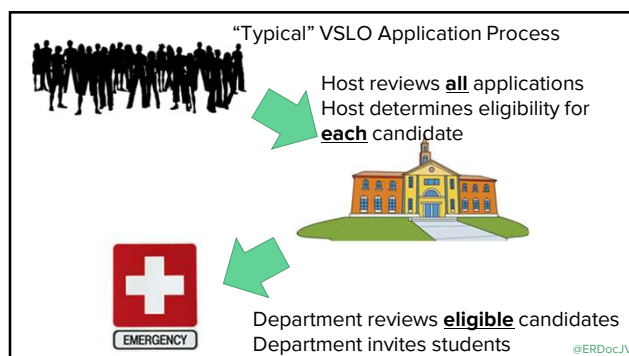 “Typical” VSLO Application Process
Host reviews all applications
Host determines eligibility for
each candidate
EMERGENCY
Department reviews eligible candidates
Department invites students
@ERDocJV